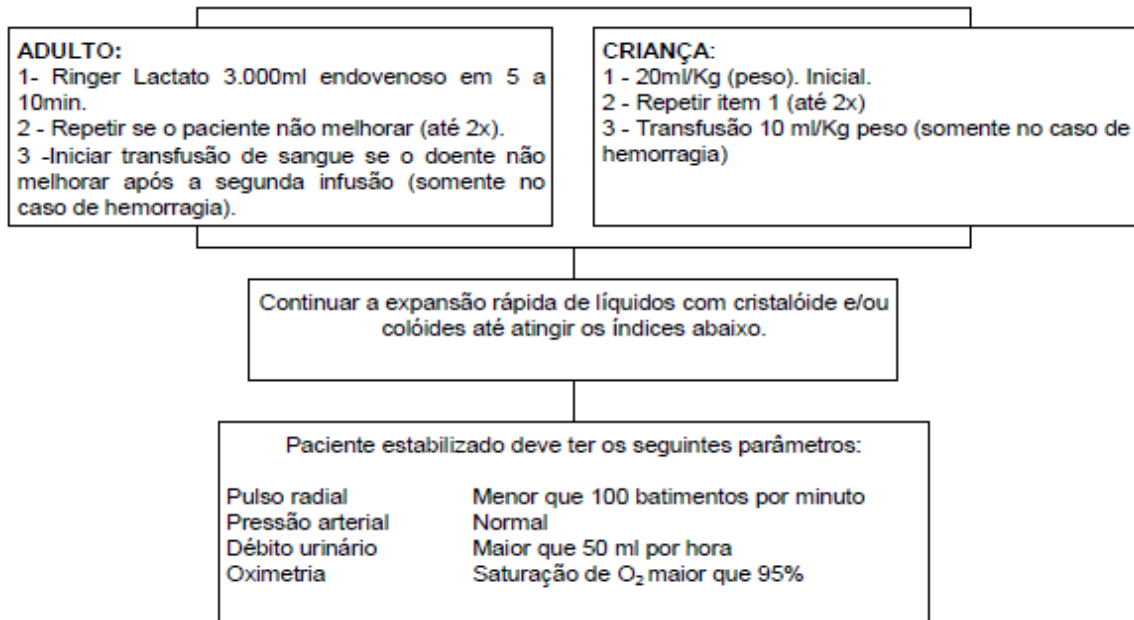 ADULTO:
1- Ringer Lactato 3.000ml endovenoso em 5 a
10min.
2 - Repetir se o paciente não melhorar (até 2x).
3 -Iniciar transfusão de sangue se o doente não
melhorar após a segunda infusão (somente no
caso de hemorragia).
CRIANÇA:
1 - 20ml/Kg (peso). Inicial.
2 - Repetir item 1 (até 2x)
3 - Transfusão 10 ml/Kg peso (somente no caso de
hemorragia)
Continuar a expansão rápida de líquidos com cristalóide e/ou
colóides até atingir os índices abaixo.
Paciente estabilizado deve ter os seguintes parâmetros:
Pulso radial Menor que 100 batimentos por minuto
Pressão arterial Normal
Débito urinário Maior que 50 ml por hora
Oximetria Saturação de O₂ maior que 95%